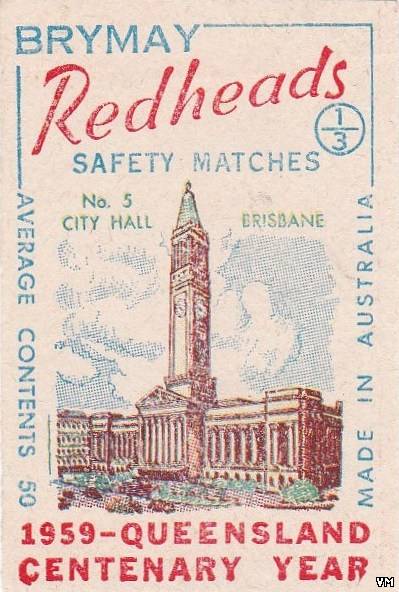 BRYMAY
Redheads
1/3
SAFETY MATCHES
No. 5
CITY HALL
BRISBANE
AVERAGE CONTENTS 50
MADE IN AUSTRALIA
1959-QUEENSLAND
CENTENARY YEAR
VM